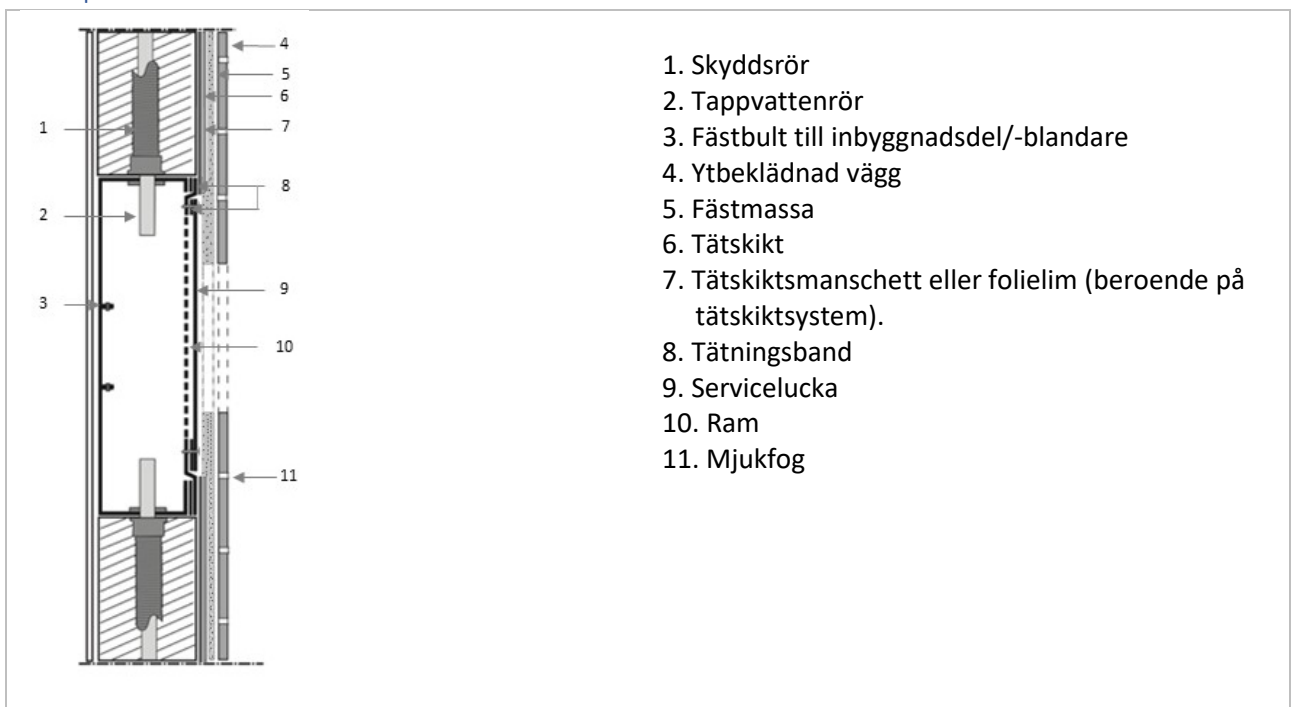 4
5
6
1
7
8
2
9
3
10
11
1. Skyddsrör
2. Tappvattenrör
3. Fästbult till inbyggnadsdel/-blandare
4. Ytbeklädnad vägg
5. Fästmassa
6. Tätskikt
7. Tätskiktsmanschett eller folielim (beroende på
tätskiktsystem).
8. Tätningsband
9. Servicelucka
10. Ram
11. Mjukfog